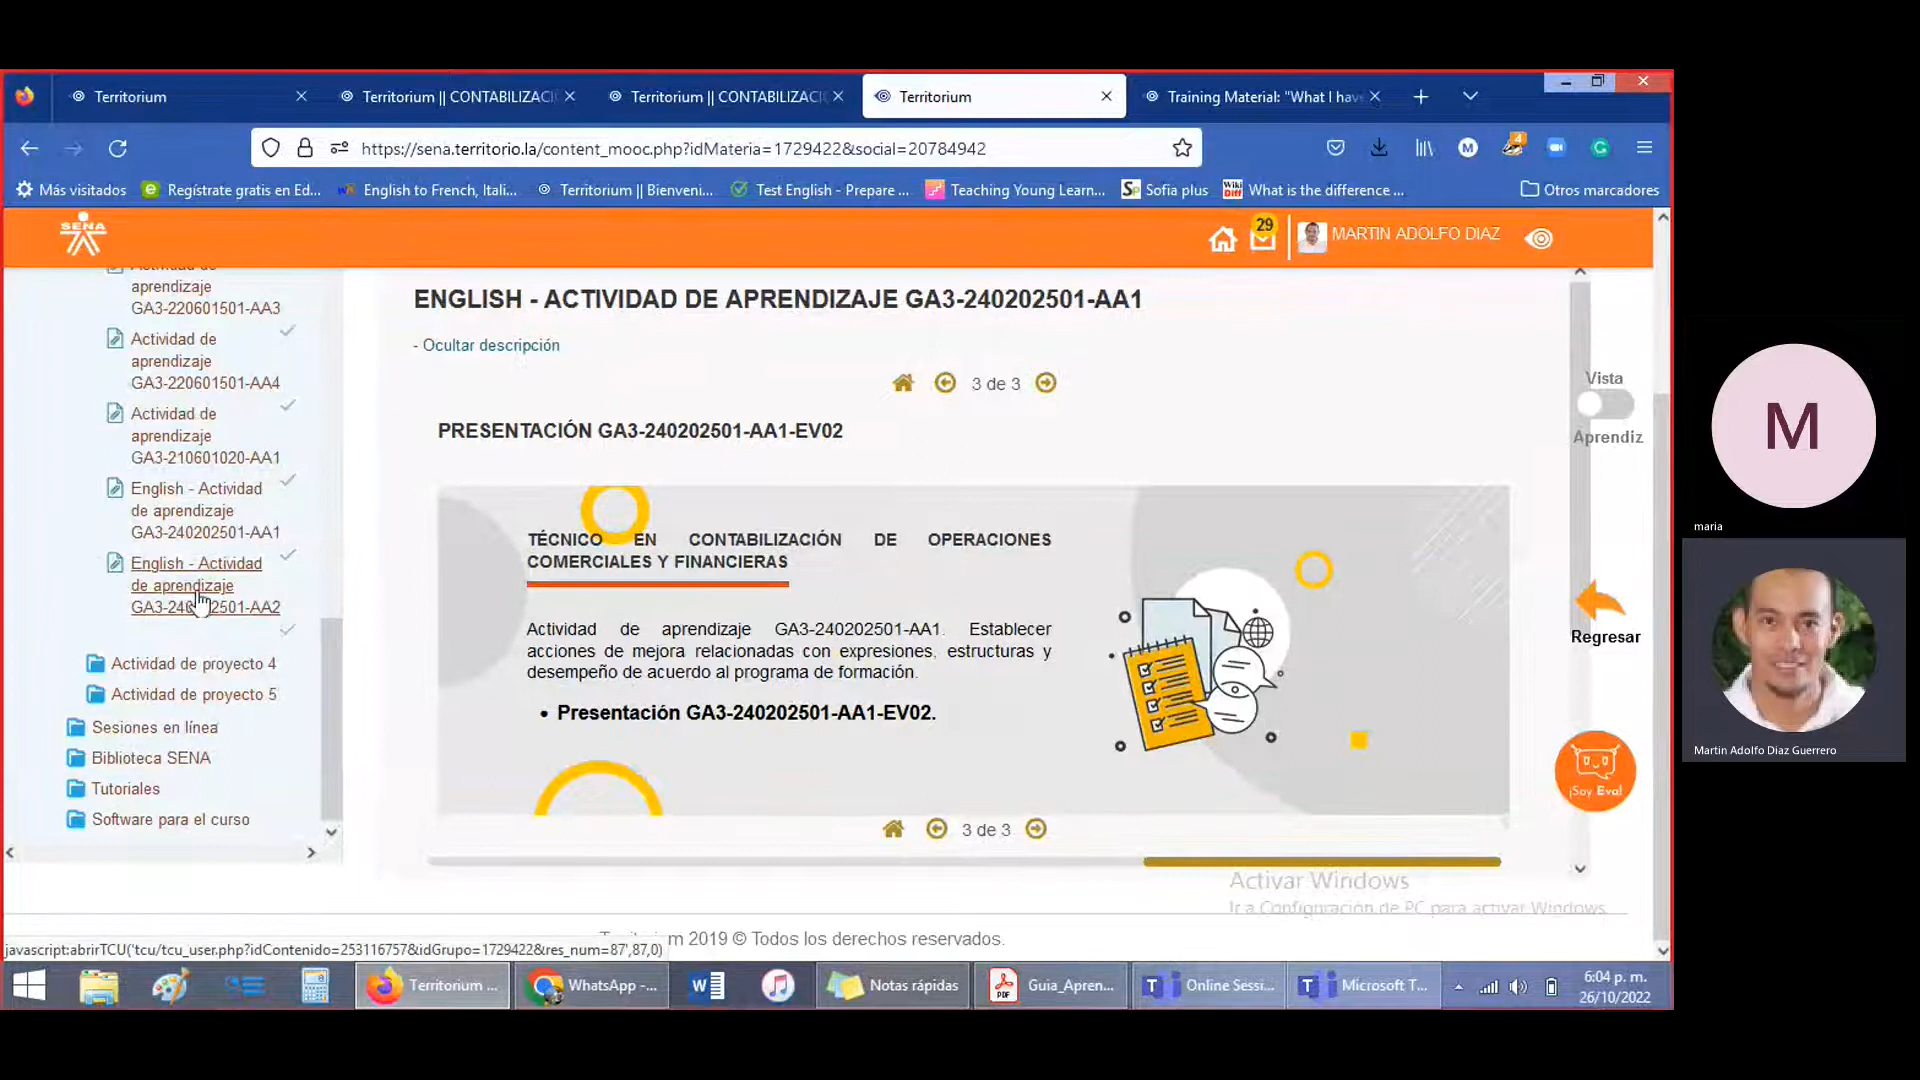 Territorium
Territorium || CONTABILIZACI
Territorium || CONTABILIZACI
Territorium
Training Material: "What I hav
https://sena.territorio.la/content_mooc.php?idMateria=1729422&social=20784942
M
4
Más visitados
Regístrate gratis en Ed...
English to French, Itali...
Territorium || Bienveni...
Test English - Prepare ...
Teaching Young Learn...
Sofia plus
What is the difference ...
Otros marcadores
SENA
29
MARTIN ADOLFO DIAZ
aprendizaje
GA3-220601501-AA3
Actividad de
aprendizaje
GA3-220601501-AA4
Actividad de
aprendizaje
GA3-210601020-AA1
English - Actividad
de aprendizaje
GA3-240202501-AA1
English - Actividad
de aprendizaje
GA3-240202501-AA2
Actividad de proyecto 4
Actividad de proyecto 5
Sesiones en línea
Biblioteca SENA
Tutoriales
Software para el curso
ENGLISH - ACTIVIDAD DE APRENDIZAJE GA3-240202501-AA1
- Ocultar descripción
3 de 3
PRESENTACIÓN GA3-240202501-AA1-EV02
TÉCNICO EN CONTABILIZACIÓN DE OPERACIONES
COMERCIALES Y FINANCIERAS
Actividad de aprendizaje GA3-240202501-AA1. Establecer
acciones de mejora relacionadas con expresiones, estructuras y
desempeño de acuerdo al programa de formación.
• Presentación GA3-240202501-AA1-EV02.
3 de 3
Vista
Aprendiz
Regresar
¡Soy Eva!
Activar Windows
Ir a Configuración de PC para activar Windows.
2019 © Todos los derechos reservados.
javascript:abrirTCU('tcu/tcu_user.php?idContenido=253116757&idGrupo=1729422&res_num=87',87,0)
Territorium ...
WhatsApp -...
Notas rápidas
Guia_Apren...
Online Sessi...
Microsoft T...
6:04 p. m.
26/10/2022
M
maria
Martin Adolfo Diaz Guerrero